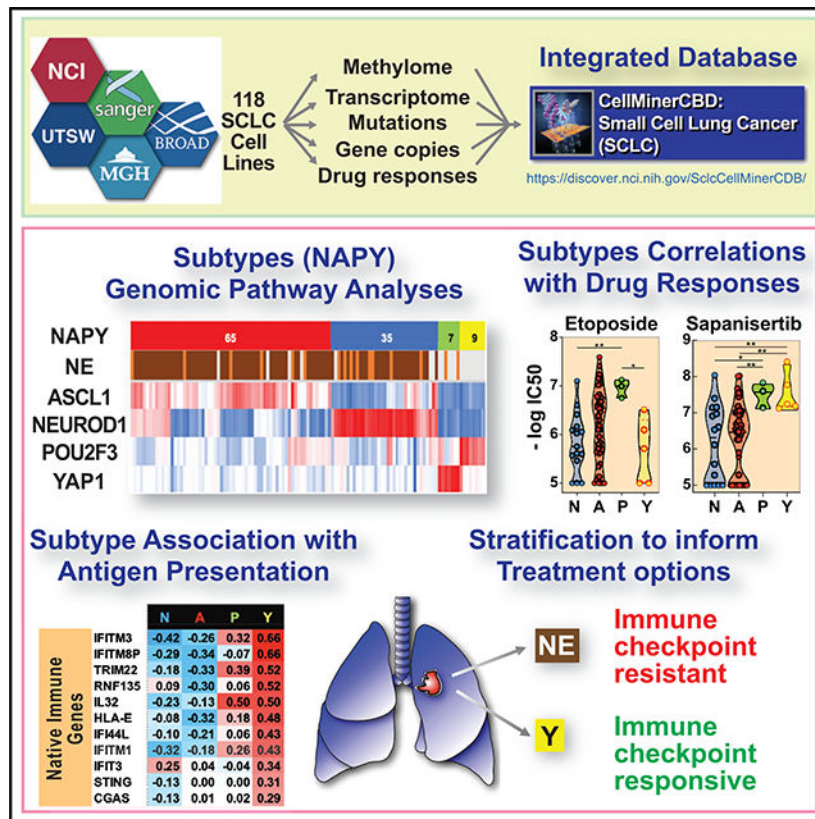 NCI
sanger
UTSW
BROAD
MGH
118
SCLC
Cell
Lines
Methylome
Transcriptome
Mutations
Gene copies
Drug responses
Integrated Database
CellMinerCBD:
Small Cell Lung Cancer
(SCLC)
https://discover.nci.nih.gov/SclcCellMinerCDB/
Subtypes (NAPY)
Genomic Pathway Analyses
NAPY 65 35 7 9
NE
ASCL1
NEUROD1
POU2F3
YAP1
Subtypes Correlations
with Drug Responses
Etoposide
- log IC50
8
7
6
5
** 
*
N A P Y
Sapanisertib
9
8
7
6
5
**
**
*
**
N A P Y
Subtype Association with
Antigen Presentation
Native Immune
Genes
N A P Y
IFITM3 -0.42 -0.26 0.32 0.66
IFITM8P -0.29 -0.34 -0.07 0.66
TRIM22 -0.18 -0.33 0.39 0.52
RNF135 0.09 -0.30 0.06 0.52
IL32 -0.23 -0.13 0.50 0.50
HLA-E -0.08 -0.32 0.18 0.48
IFI44L -0.10 -0.21 0.06 0.43
IFITM1 -0.32 -0.18 0.26 0.43
IFIT3 0.25 0.04 -0.04 0.34
STING -0.13 0.00 0.00 0.31
CGAS -0.13 0.01 0.02 0.29
Stratification to inform
Treatment options
NE
Immune
checkpoint
resistant
Y
Immune
checkpoint
responsive